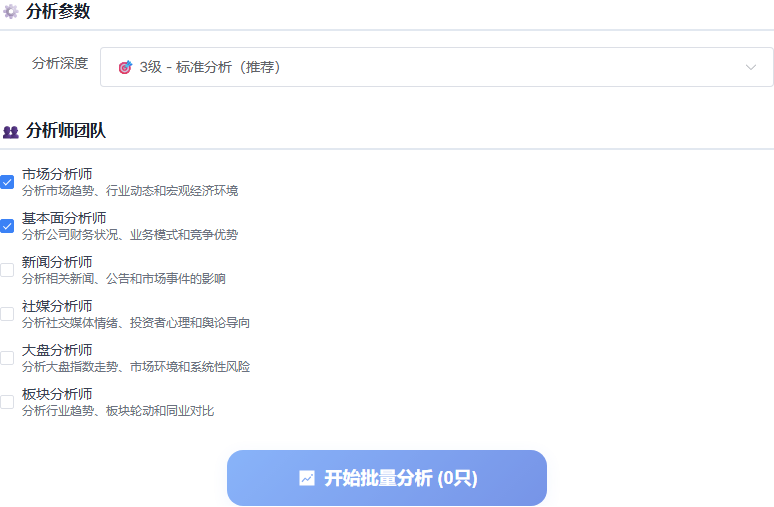 分析参数
分析深度
3级 - 标准分析（推荐）
分析师团队
市场分析师
分析市场趋势、行业动态和宏观经济环境
基本面分析师
分析公司财务状况、业务模式和竞争优势
新闻分析师
分析相关新闻、公告和市场事件的影响
社媒分析师
分析社交媒体情绪、投资者心理和舆论导向
大盘分析师
分析大盘指数走势、市场环境和系统性风险
板块分析师
分析行业趋势、板块轮动和同业对比
开始批量分析 (0只)